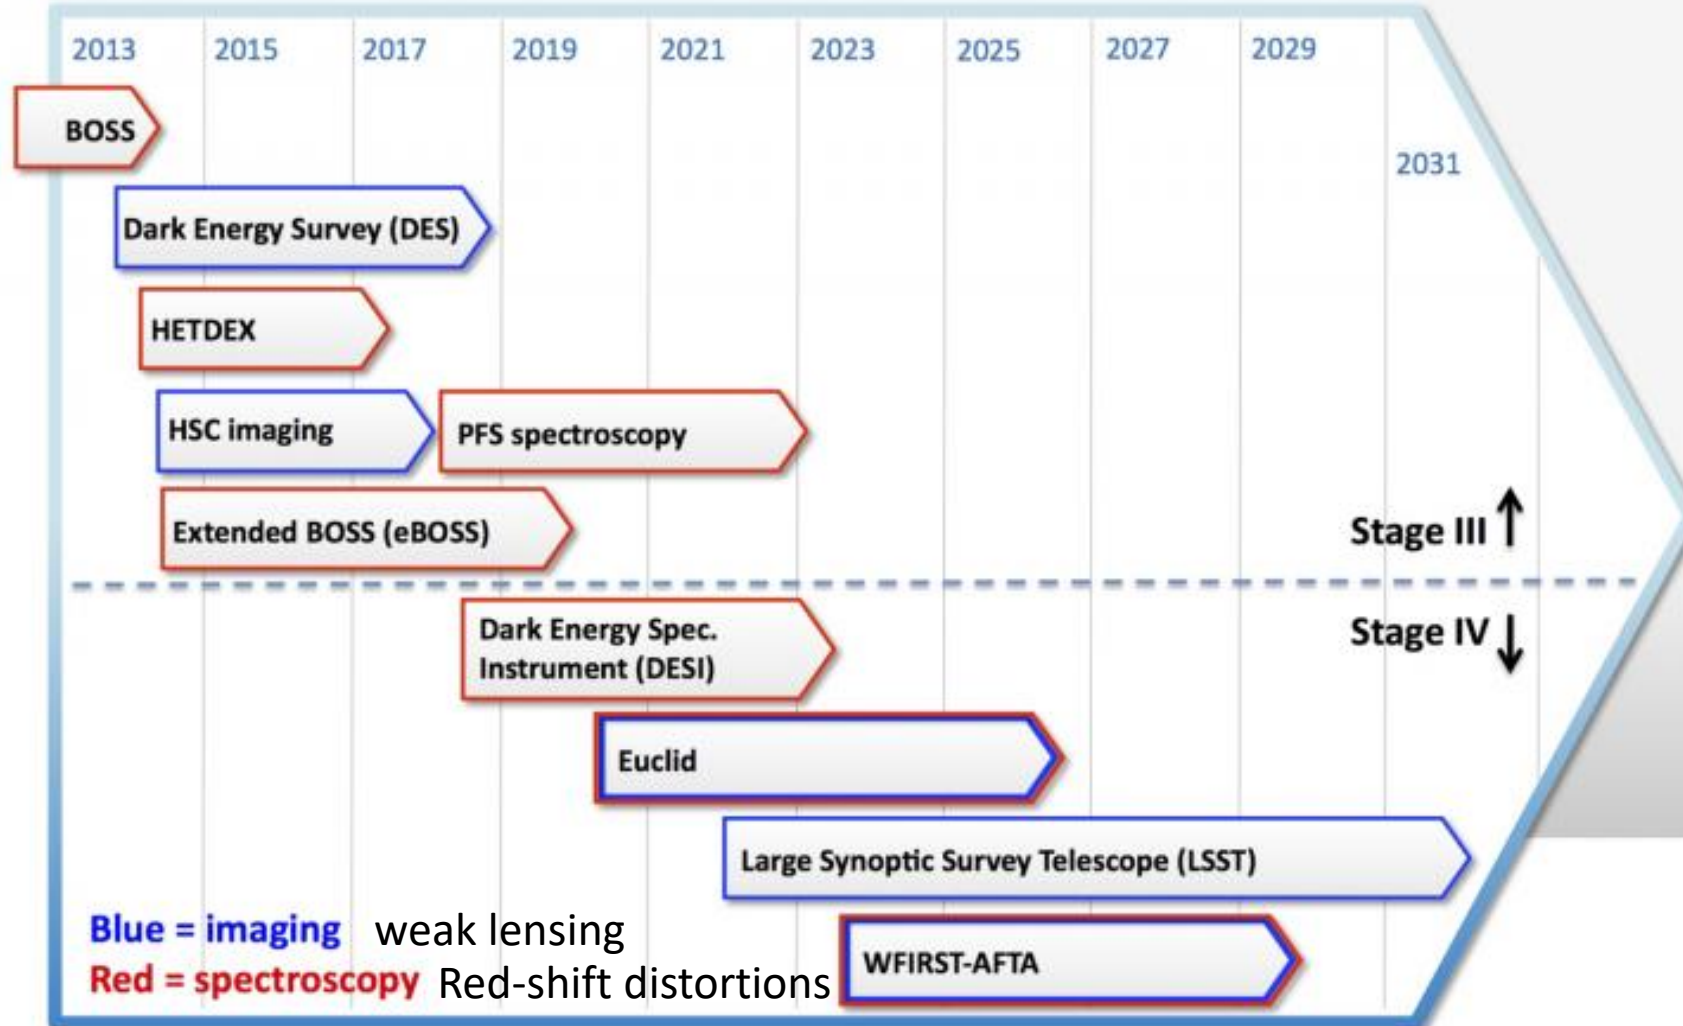 2013 2015 2017 2019 2021 2023 2025 2027 2029
BOSS
2031
Dark Energy Survey (DES)
HETDEX
HSC imaging PFS spectroscopy
Extended BOSS (eBOSS)
Stage III ↑
Stage IV ↓
Dark Energy Spec.
Instrument (DESI)
Euclid
Large Synoptic Survey Telescope (LSST)
Blue = imaging weak lensing
WFIRST-AFTA
Red = spectroscopy Red-shift distortions